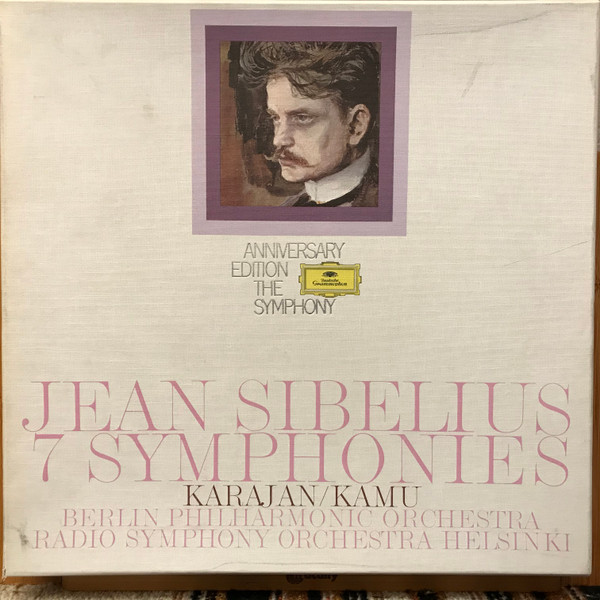 ANNIVERSARY
EDITION
THE
SYMPHONY
Deutsche
Grammophon
JEAN SIBELIUS
7 SYMPHONIES
KARAJAN/KAMU
BERLIN PHILHARMONIC ORCHESTRA
RADIO SYMPHONY ORCHESTRA HELSINKI